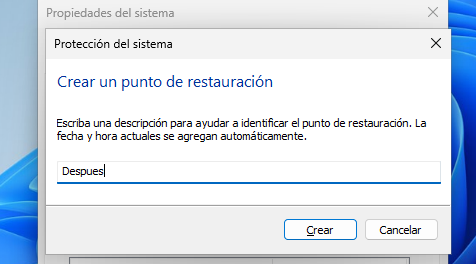 Propiedades del sistema
Protección del sistema
Crear un punto de restauración
Escriba una descripción para ayudar a identificar el punto de restauración. La
fecha y hora actuales se agregan automáticamente.
Despues
Crear
Cancelar